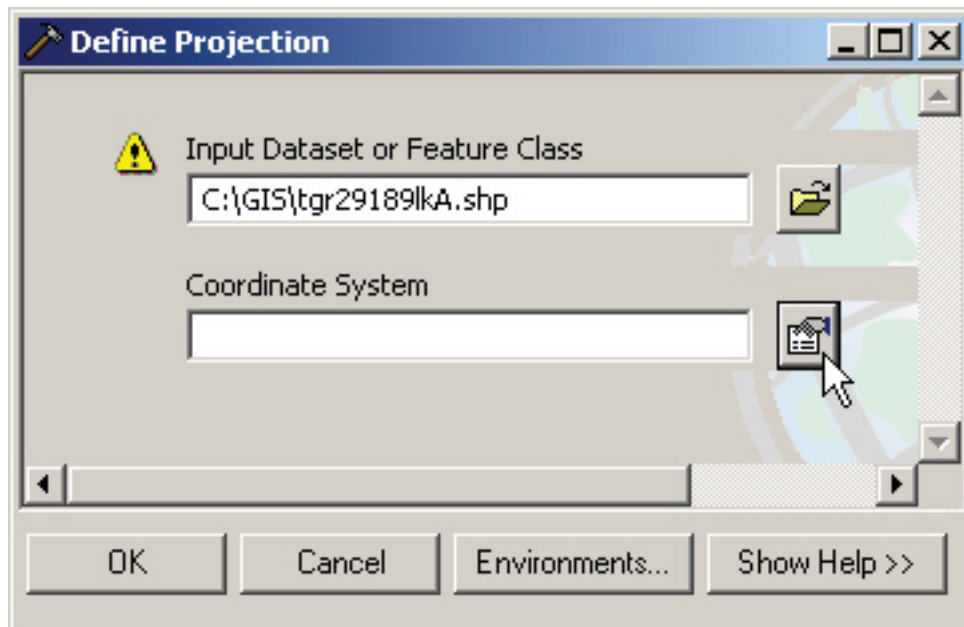 Define Projection
Input Dataset or Feature Class
C:\GIS\tgr29189lkA.shp
Coordinate System
OK Cancel Environments... Show Help >>